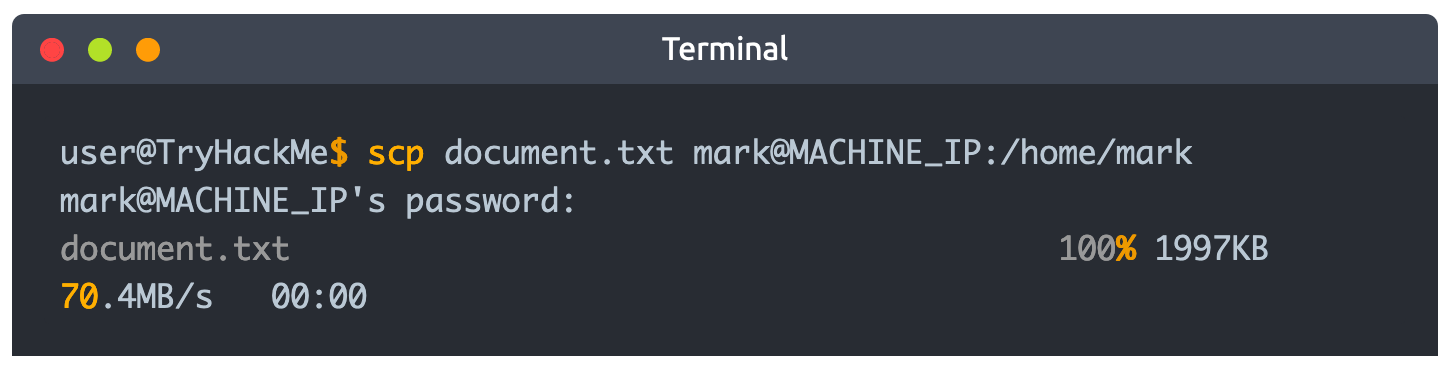 Terminal
user@TryHackMe$ scp document.txt mark@MACHINE_IP:/home/mark
mark@MACHINE_IP's password:
document.txt 100% 1997KB
70.4MB/s 00:00